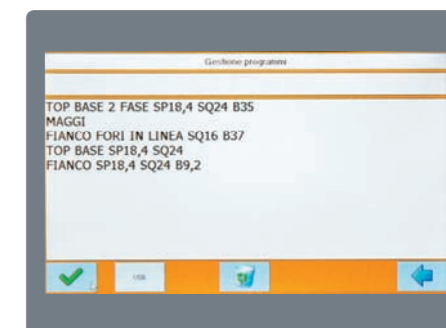 Gestione programmi
TOP BASE 2 FASE SP18,4 SQ24 B35
MAGGI
FIANCO FORI IN LINEA SQ16 B37
TOP BASE SP18,4 SQ24
FIANCO SP18,4 SQ24 B9,2
USB